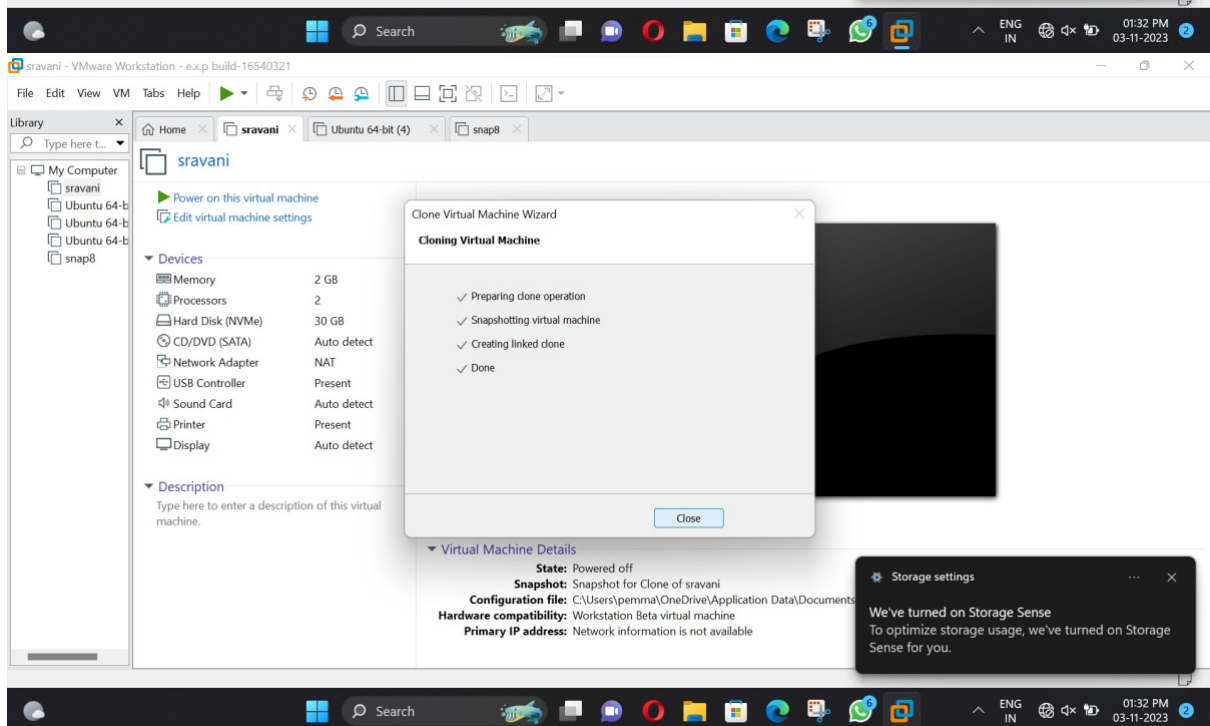 Search
ENG
IN
01:32 PM
03-11-2023
2
6
sravani - VMware Workstation - e.x.p build-16540321
File Edit View VM Tabs Help
Library
Type here t...
My Computer
sravani
Ubuntu 64-b
Ubuntu 64-b
Ubuntu 64-b
snap8
Home
sravani
Ubuntu 64-bit (4)
snap8
sravani
Power on this virtual machine
Edit virtual machine settings
Devices
Memory 2 GB
Processors 2
Hard Disk (NVMe) 30 GB
CD/DVD (SATA) Auto detect
Network Adapter NAT
USB Controller Present
Sound Card Auto detect
Printer Present
Display Auto detect
Description
Type here to enter a description of this virtual
machine.
Clone Virtual Machine Wizard
Cloning Virtual Machine
Preparing clone operation
Snapshotting virtual machine
Creating linked clone
Done
Close
Virtual Machine Details
State: Powered off
Snapshot: Snapshot for Clone of sravani
Configuration file: C:\Users\pemma\OneDrive\Application Data\Documents
Hardware compatibility: Workstation Beta virtual machine
Primary IP address: Network information is not available
Storage settings
We've turned on Storage Sense
To optimize storage usage, we've turned on Storage
Sense for you.
Search
6
ENG
IN
01:32 PM
03-11-2023
2